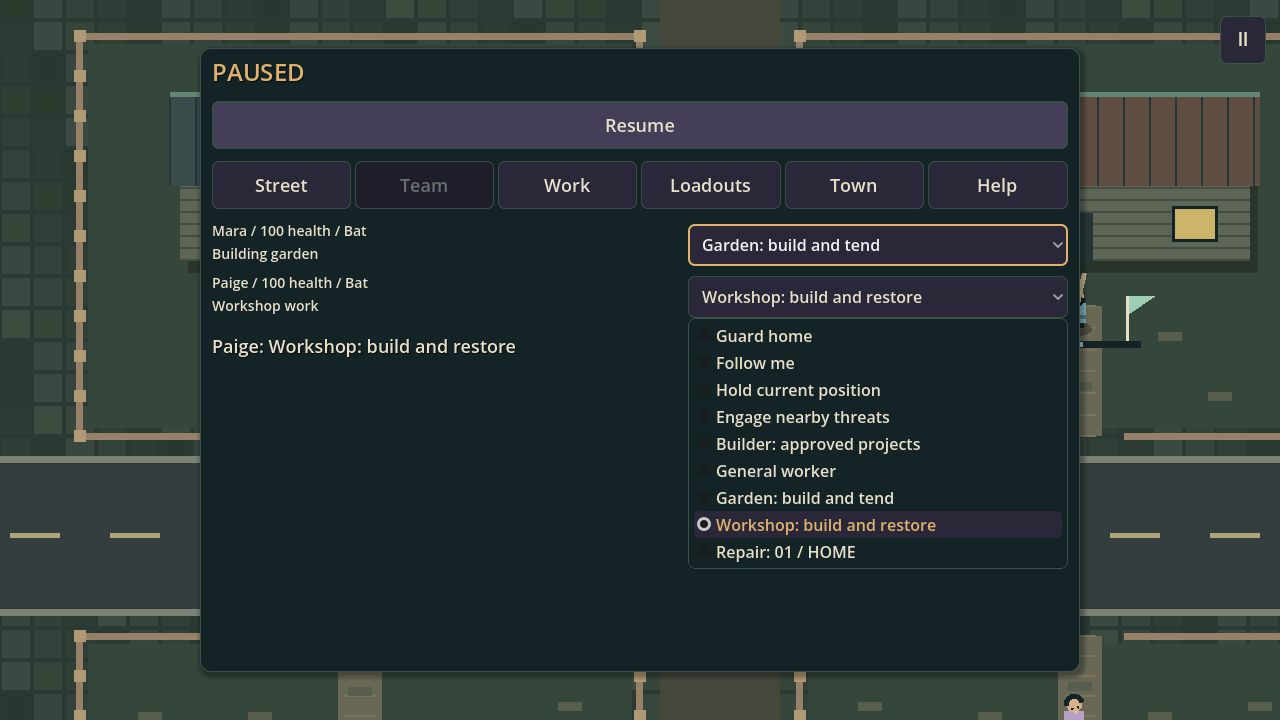 PAUSED
Resume
Street
Team
Work
Loadouts
Town
Help
Mara / 100 health / Bat
Building garden
Garden: build and tend
Paige / 100 health / Bat
Workshop work
Workshop: build and restore
Paige: Workshop: build and restore
Guard home
Follow me
Hold current position
Engage nearby threats
Builder: approved projects
General worker
Garden: build and tend
Workshop: build and restore
Repair: 01 / HOME